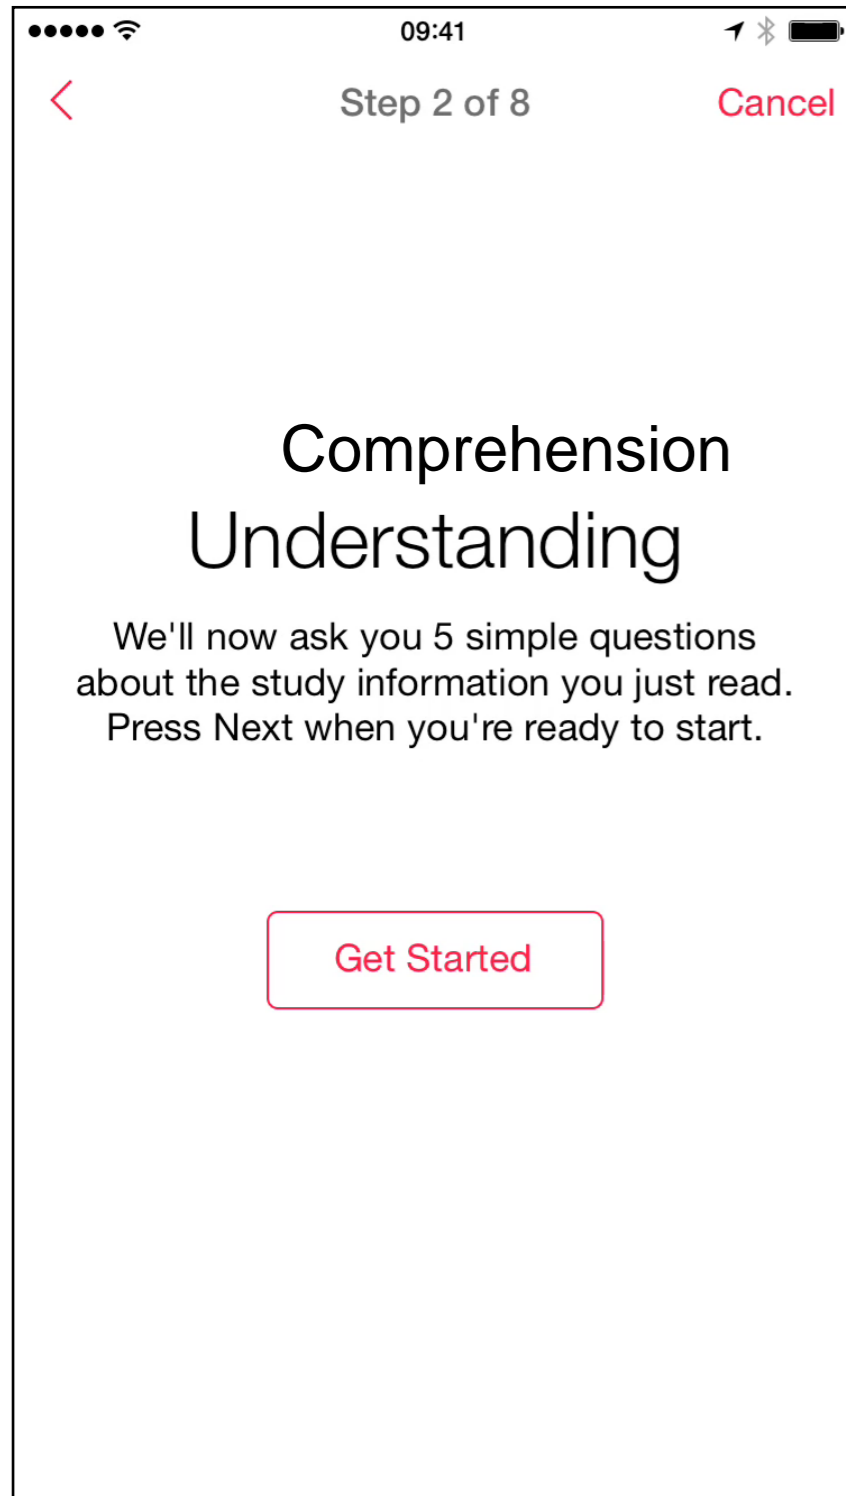 09:41
Step 2 of 8
Cancel
Comprehension
Understanding
We'll now ask you 5 simple questions
about the study information you just read.
Press Next when you're ready to start.
Get Started